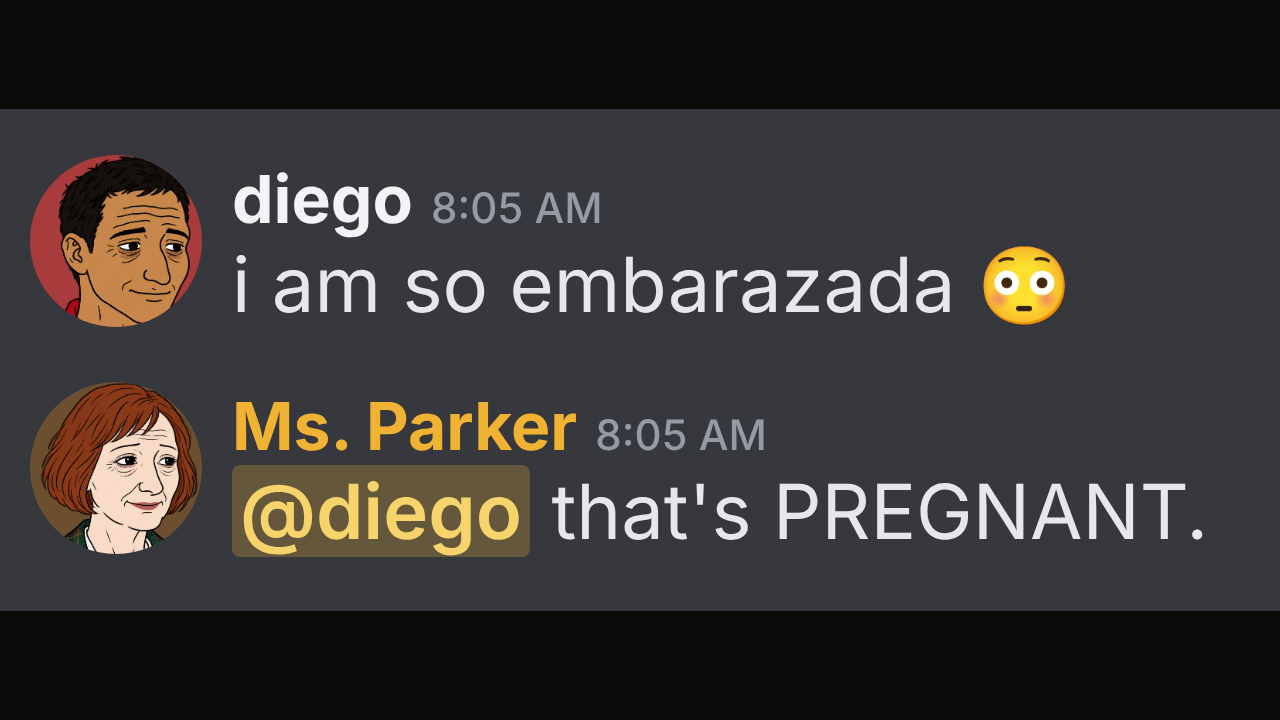 diego 8:05 AM
i am so embarazada 😳
Ms. Parker 8:05 AM
@diego that's PREGNANT.